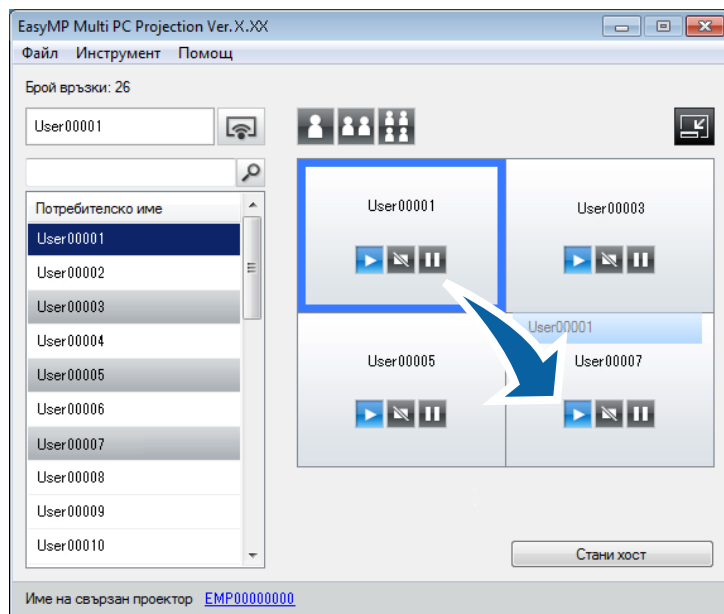 EasyMP Multi PC Projection Ver.X.XX
Файл Инструмент Помощ
Брой връзки: 26
User00001
Потребителско име
User00001
User00002
User00003
User00004
User00005
User00006
User00007
User00008
User00009
User00010
User00001
User00003
User00005
User00001
User00007
Стани хост
Име на свързан проектор EMP00000000